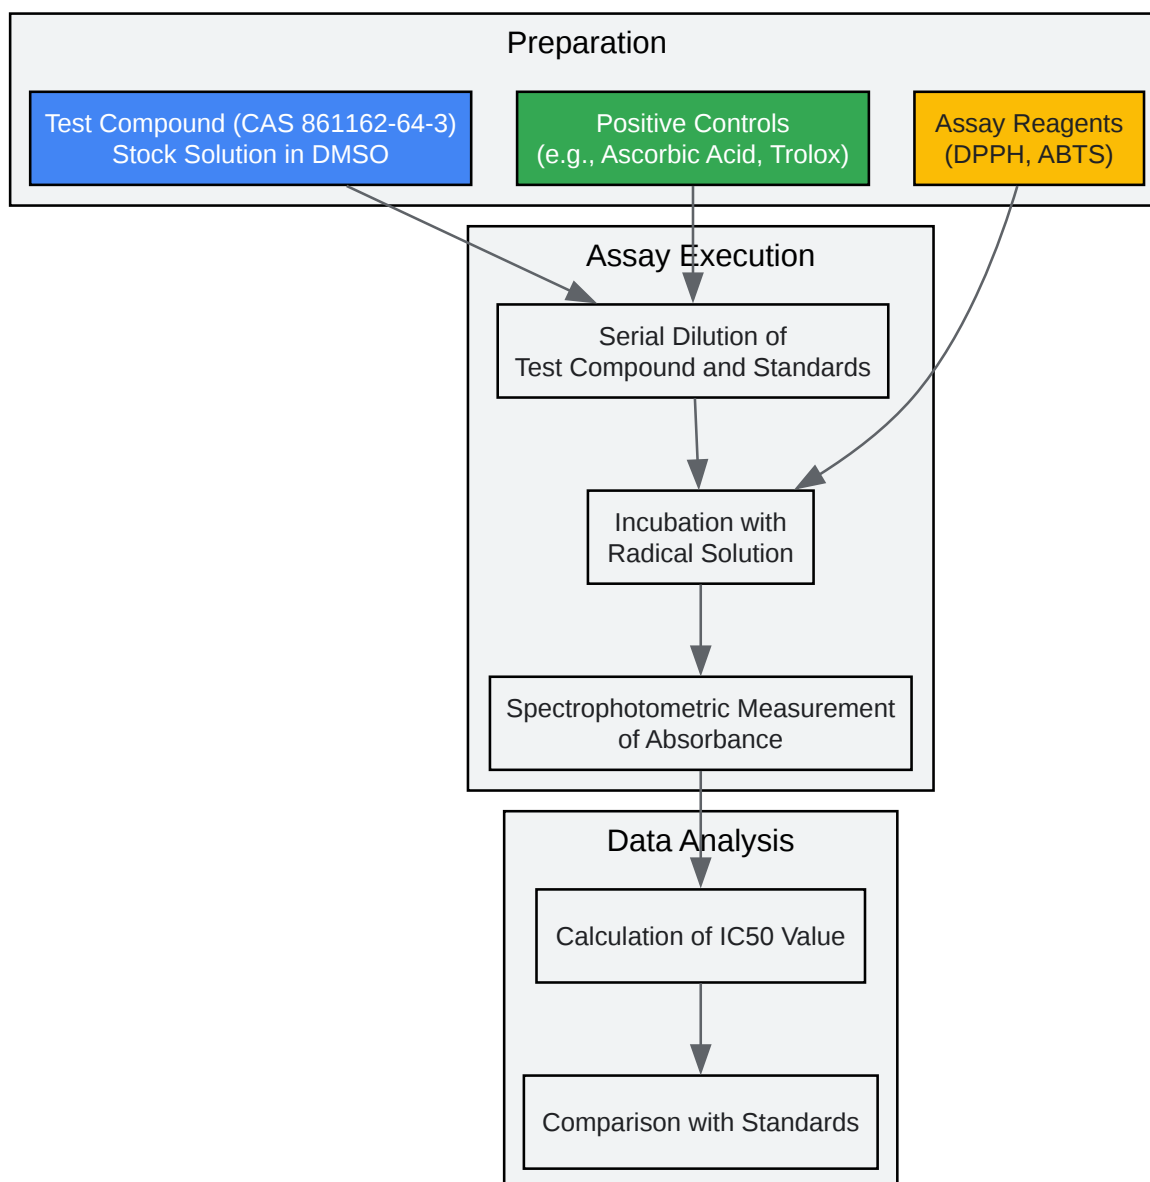 Preparation
Test Compound (CAS 861162-64-3)
Stock Solution in DMSO
Positive Controls
(e.g., Ascorbic Acid, Trolox)
Assay Reagents
(DPPH, ABTS)
Assay Execution
Serial Dilution of
Test Compound and Standards
Incubation with
Radical Solution
Spectrophotometric Measurement
of Absorbance
Data Analysis
Calculation of IC50 Value
Comparison with Standards